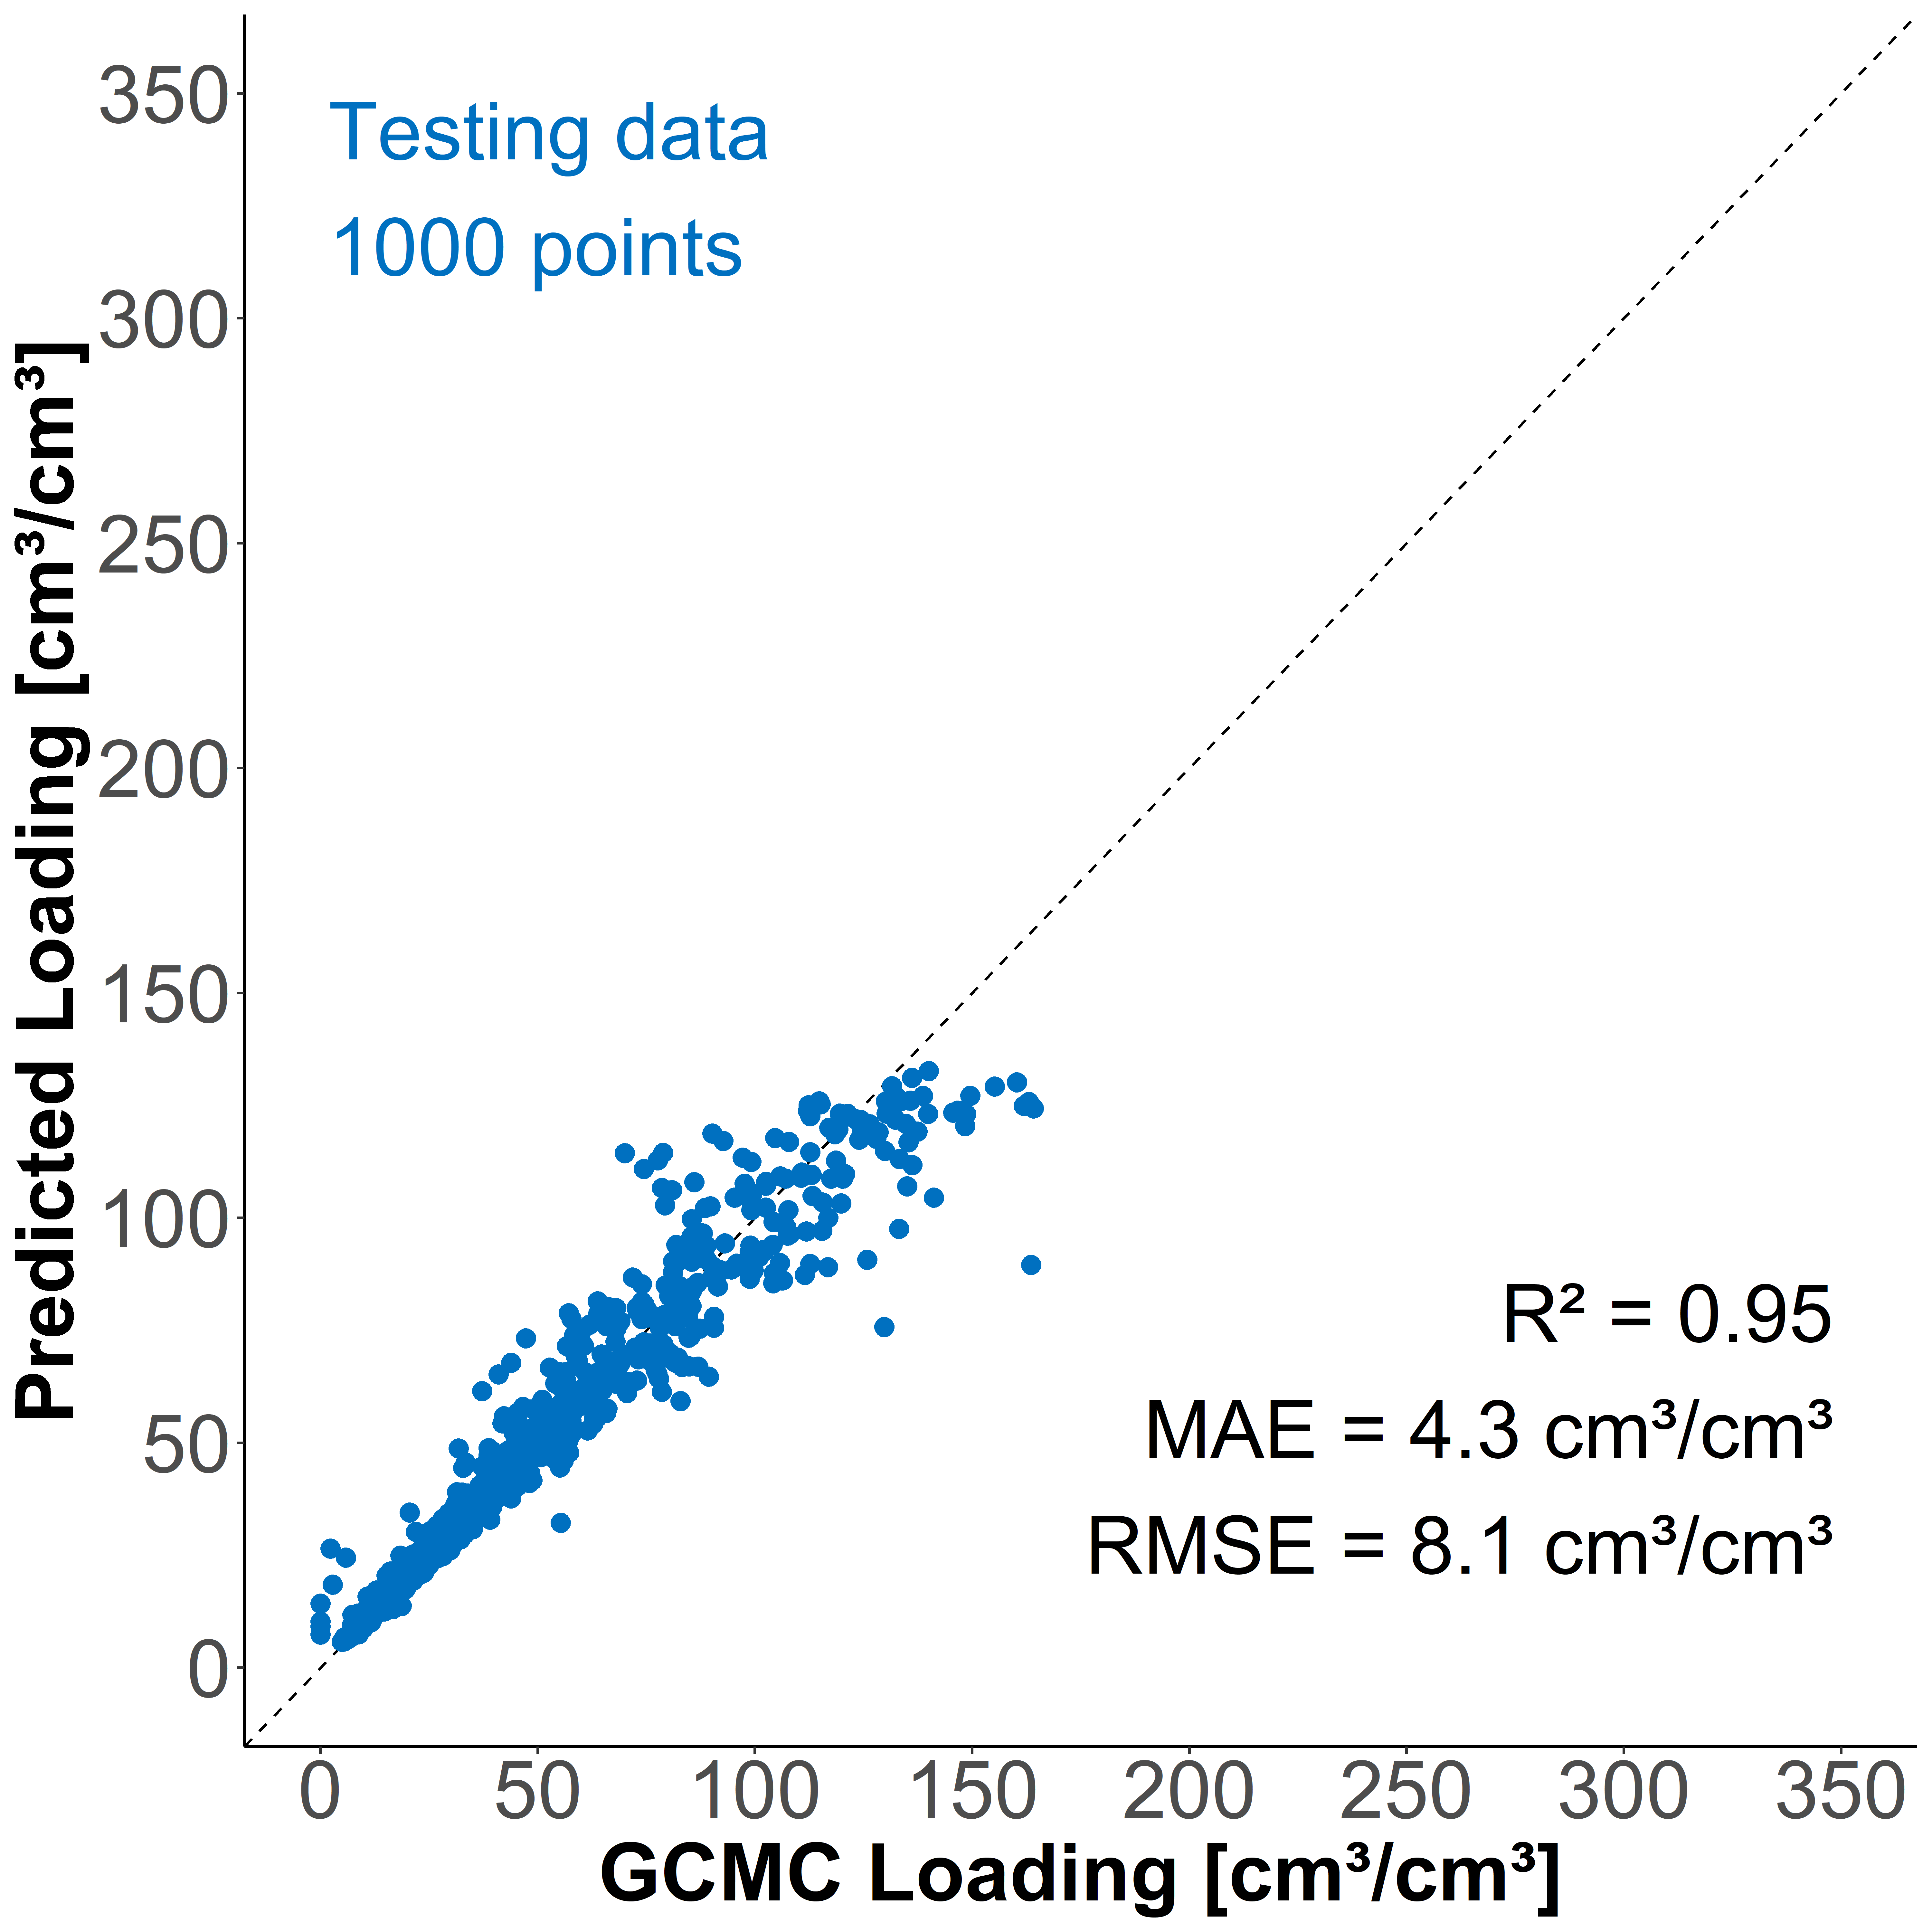 Testing data
1000 points
Predicted Loading [cm³/cm³]
350
300
250
200
150
100
50
0
R² = 0.95
MAE = 4.3 cm³/cm³
RMSE = 8.1 cm³/cm³
0 50 100 150 200 250 300 350
GCMC Loading [cm³/cm³]